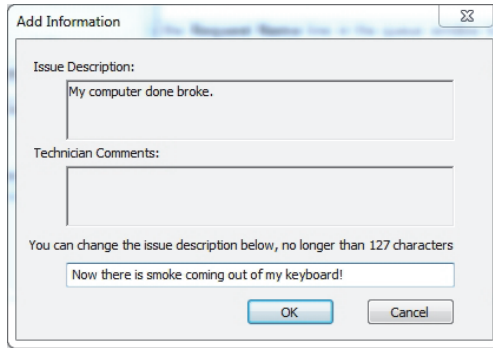 Add Information
Issue Description:
My computer done broke.
Technician Comments:
You can change the issue description below, no longer than 127 characters
Now there is smoke coming out of my keyboard!
OK Cancel